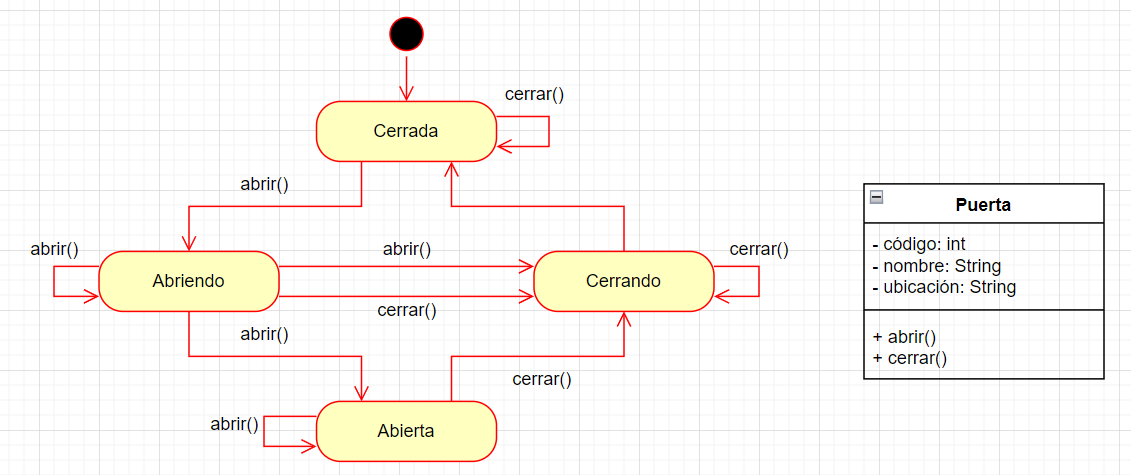 cerrar()
Cerrada
abrir()
abrir()
abrir()
cerrar()
Abriendo
Cerrando
cerrar()
abrir()
cerrar()
abrir()
Abierta
Puerta
- código: int
- nombre: String
- ubicación: String
+ abrir()
+ cerrar()